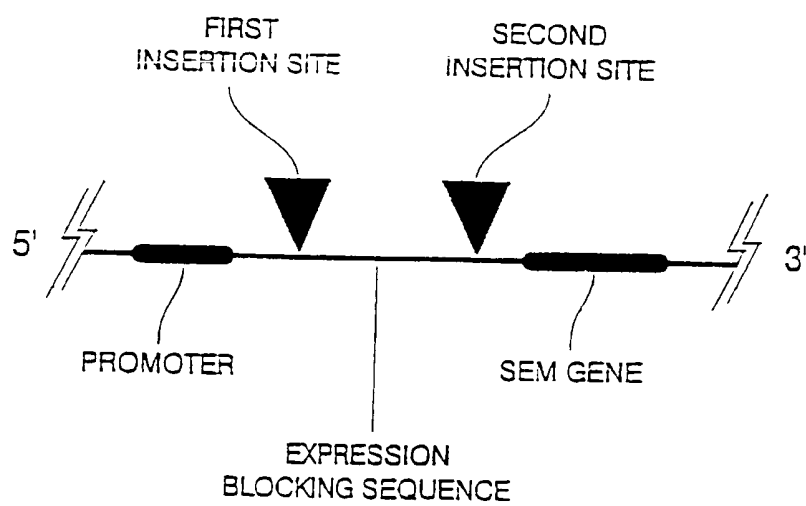 FIRST
INSERTION SITE
SECOND
INSERTION SITE
5'
3'
PROMOTER
SEM GENE
EXPRESSION
BLOCKING SEQUENCE